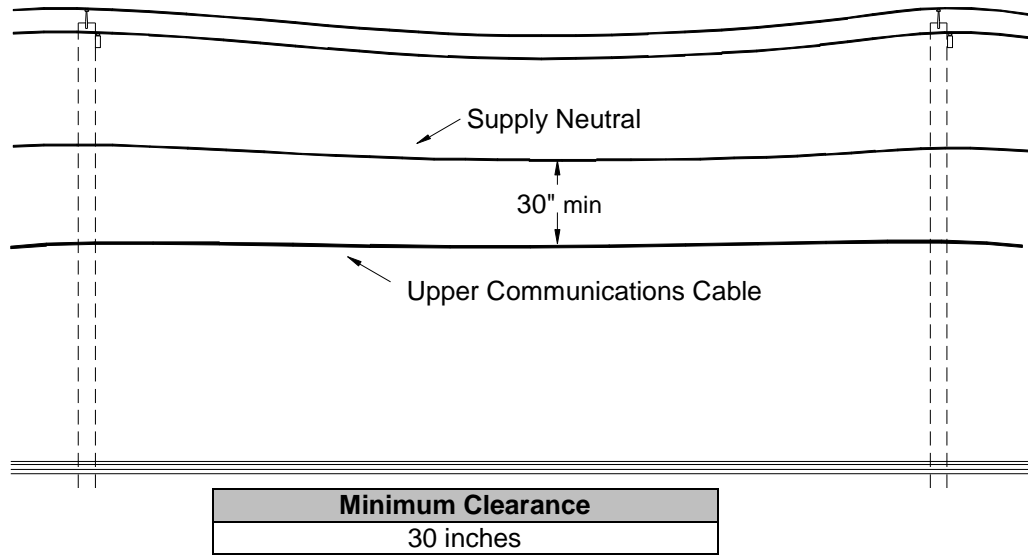 Supply Neutral
30" min
Upper Communications Cable
Minimum Clearance
30 inches